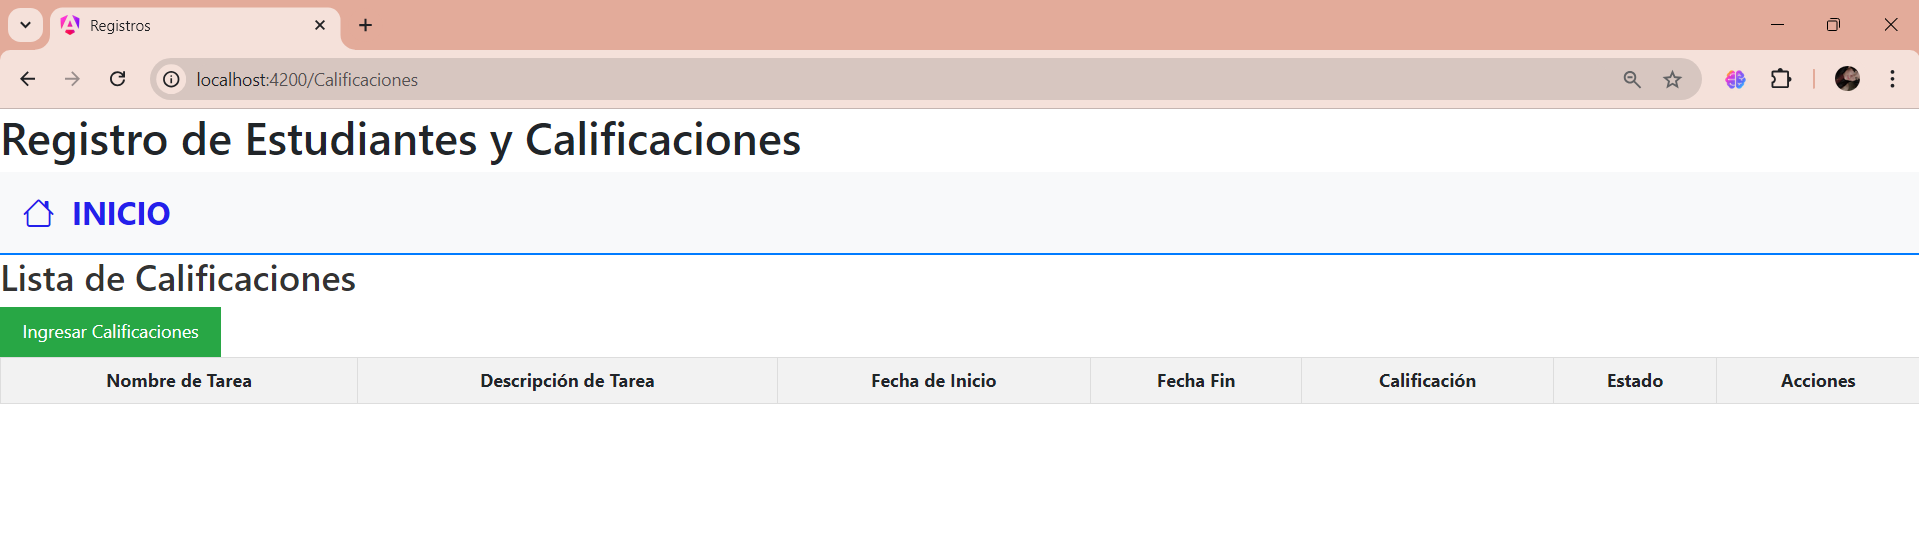 Registros
localhost:4200/Calificaciones
Registro de Estudiantes y Calificaciones
INICIO
Lista de Calificaciones
Ingresar Calificaciones
Nombre de Tarea Descripción de Tarea Fecha de Inicio Fecha Fin Calificación Estado Acciones